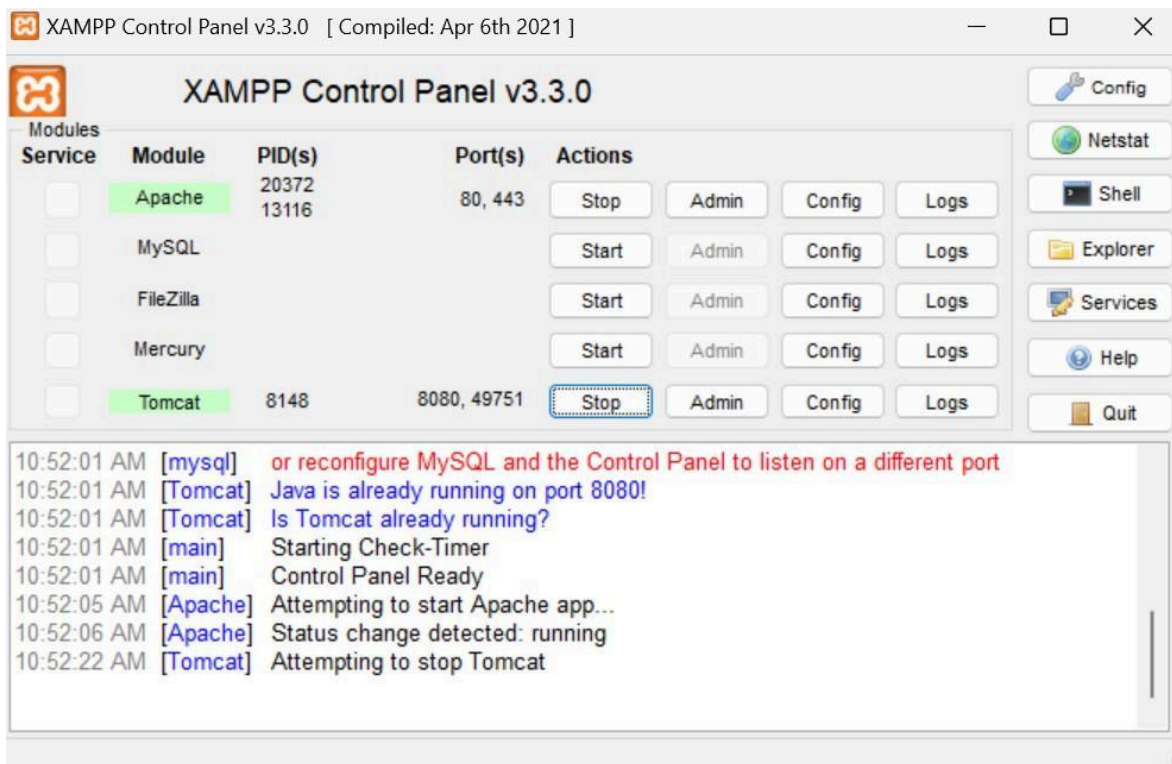 XAMPP Control Panel v3.3.0 [ Compiled: Apr 6th 2021 ]
XAMPP Control Panel v3.3.0
Config
Modules
Service Module PID(s) Port(s) Actions
Netstat
Apache 20372 80, 443 Stop Admin Config Logs
13116
Shell
MySQL Start Admin Config Logs
Explorer
FileZilla Start Admin Config Logs
Services
Mercury Start Admin Config Logs
Help
Tomcat 8148 8080, 49751 Stop Admin Config Logs
Quit
10:52:01 AM [mysql] or reconfigure MySQL and the Control Panel to listen on a different port
10:52:01 AM [Tomcat] Java is already running on port 8080!
10:52:01 AM [Tomcat] Is Tomcat already running?
10:52:01 AM [main] Starting Check-Timer
10:52:01 AM [main] Control Panel Ready
10:52:05 AM [Apache] Attempting to start Apache app...
10:52:06 AM [Apache] Status change detected: running
10:52:22 AM [Tomcat] Attempting to stop Tomcat